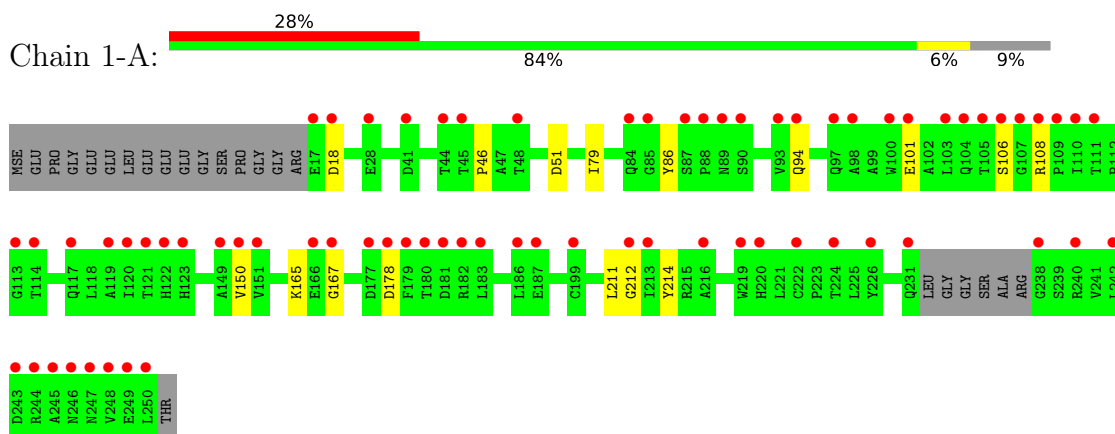 28%
Chain 1-A:
84% 6% 9%
MSE GLU PRO GLY GLU GLU GLU LEU GLU GLU GLU GLY SER PRO GLY GLY ARG E17 D18 E28 D41 T44 T45 P46 A47 T48 D51 I79 Q84 G85 Y86 S87 P88 N89 S90 V93 Q94 Q97 A98 A99 W100 E101 A102 L103 Q104 T105 S106 G107 R108 P109 I110 T111
G113 T114 Q117 L118 A119 I120 T121 H122 H123 A149 V150 V151 K165 E166 G167 D177 D178 F179 T180 D181 R182 L183 L186 E187 C199 L211 G212 I213 Y214 R215 A216 W219 H220 L221 C222 P223 T224 L225 Y226 Q231 LEU GLY GLY SER ALA ARG G238 S239 R240 V241
D243 R244 A245 N246 N247 V248 E249 L250 THR